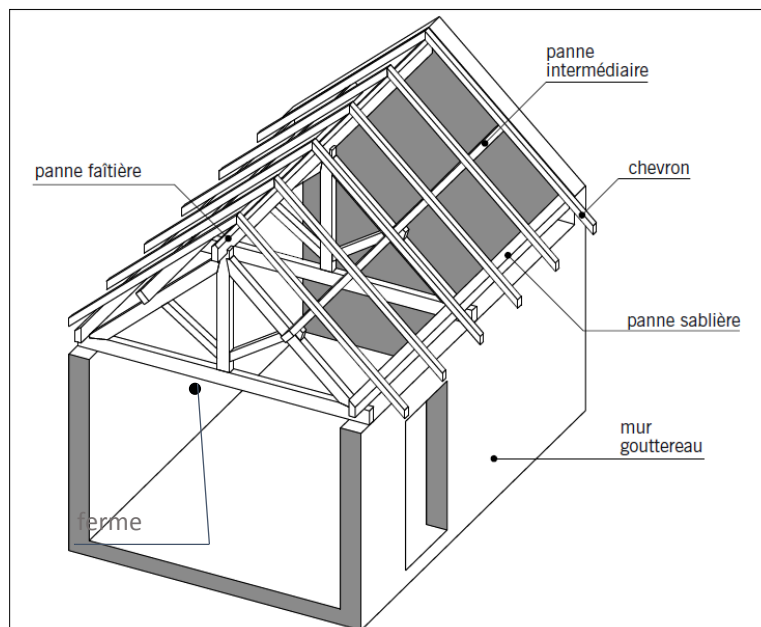 panne
intermédiaire
panne faîtière
chevron
panne sablière
mur
gouttereau
ferme